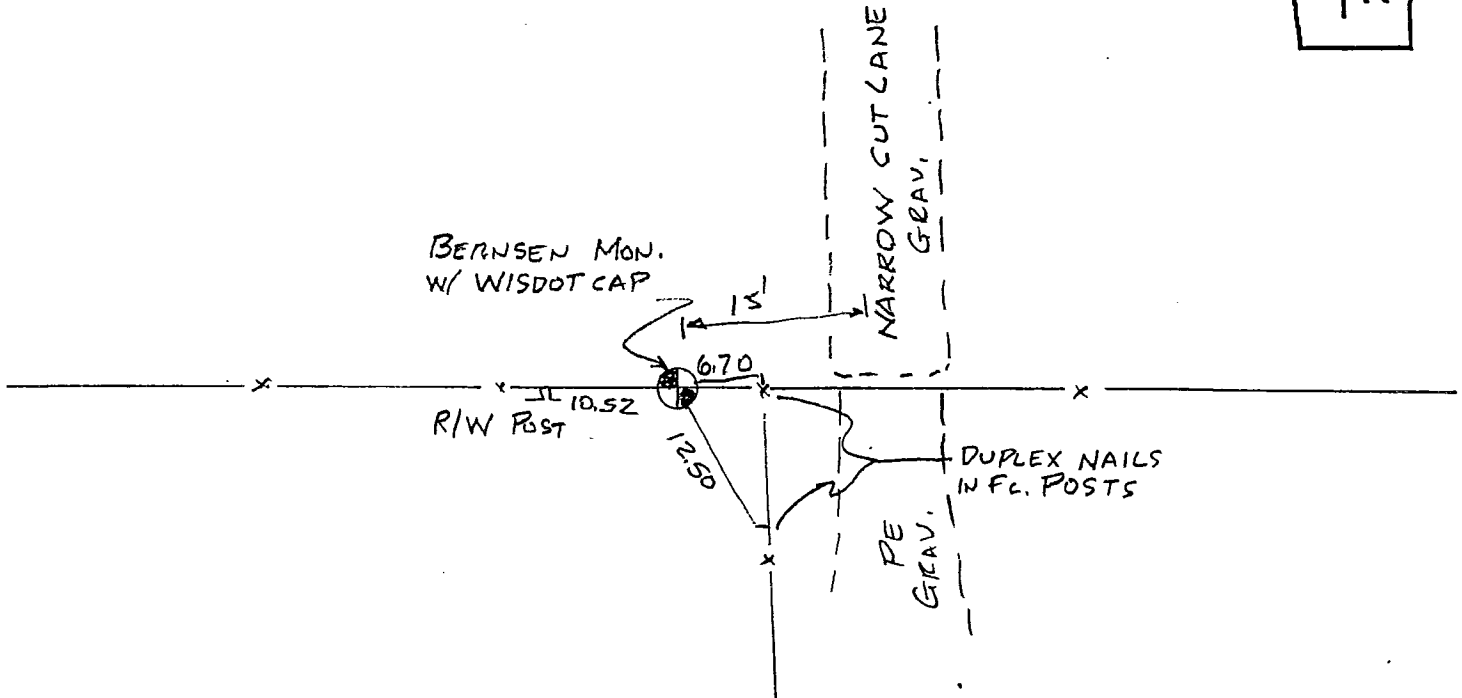 NARROW CUT LANE
GRAV.
BERNSEN MON.
W/ WISDOT CAP
15'
6.70
10.52
R/W POST
12.50
DUPLEX NAILS
IN FC. POSTS
PE
GRAV.